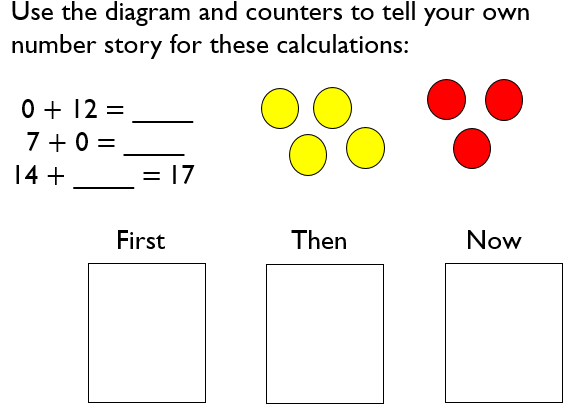 Use the diagram and counters to tell your own
number story for these calculations:
0 + 12 = ____
7 + 0 = ____
14 + ____ = 17
First Then Now